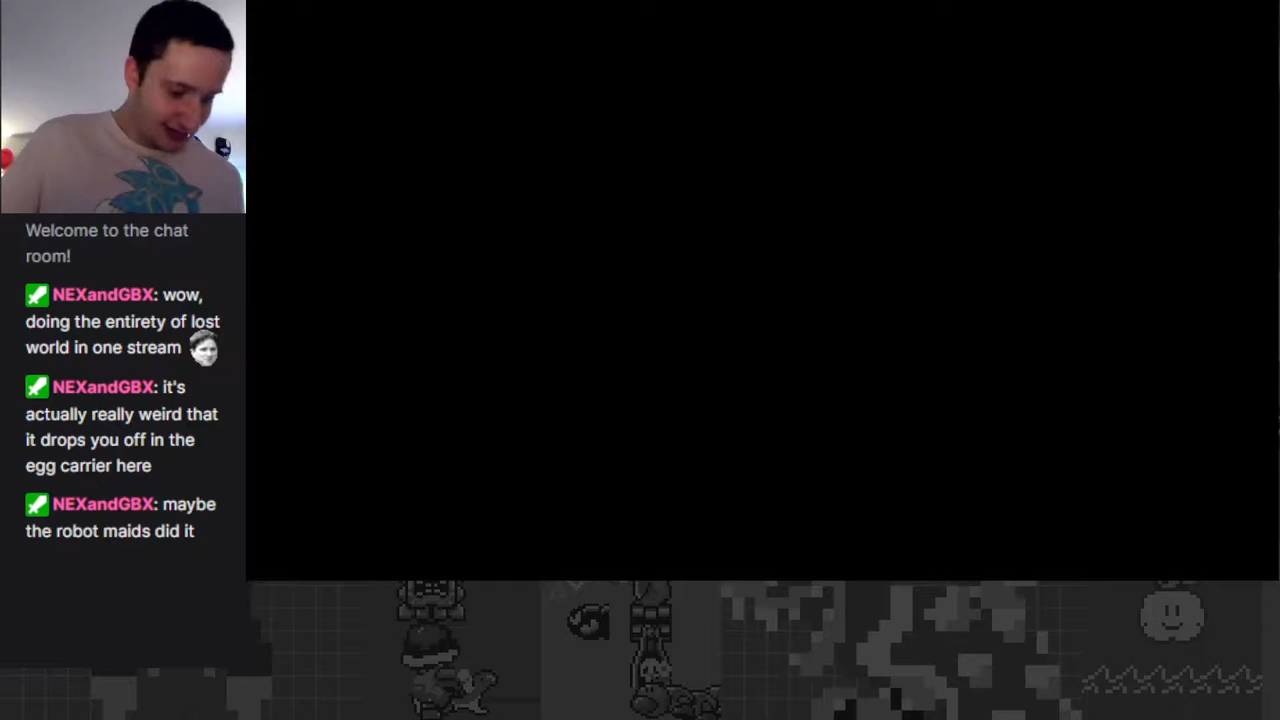 Welcome to the chat
room!
NEXandGBX: wow,
doing the entirety of lost
world in one stream
NEXandGBX: it's
actually really weird that
it drops you off in the
egg carrier here
NEXandGBX: maybe
the robot maids did it